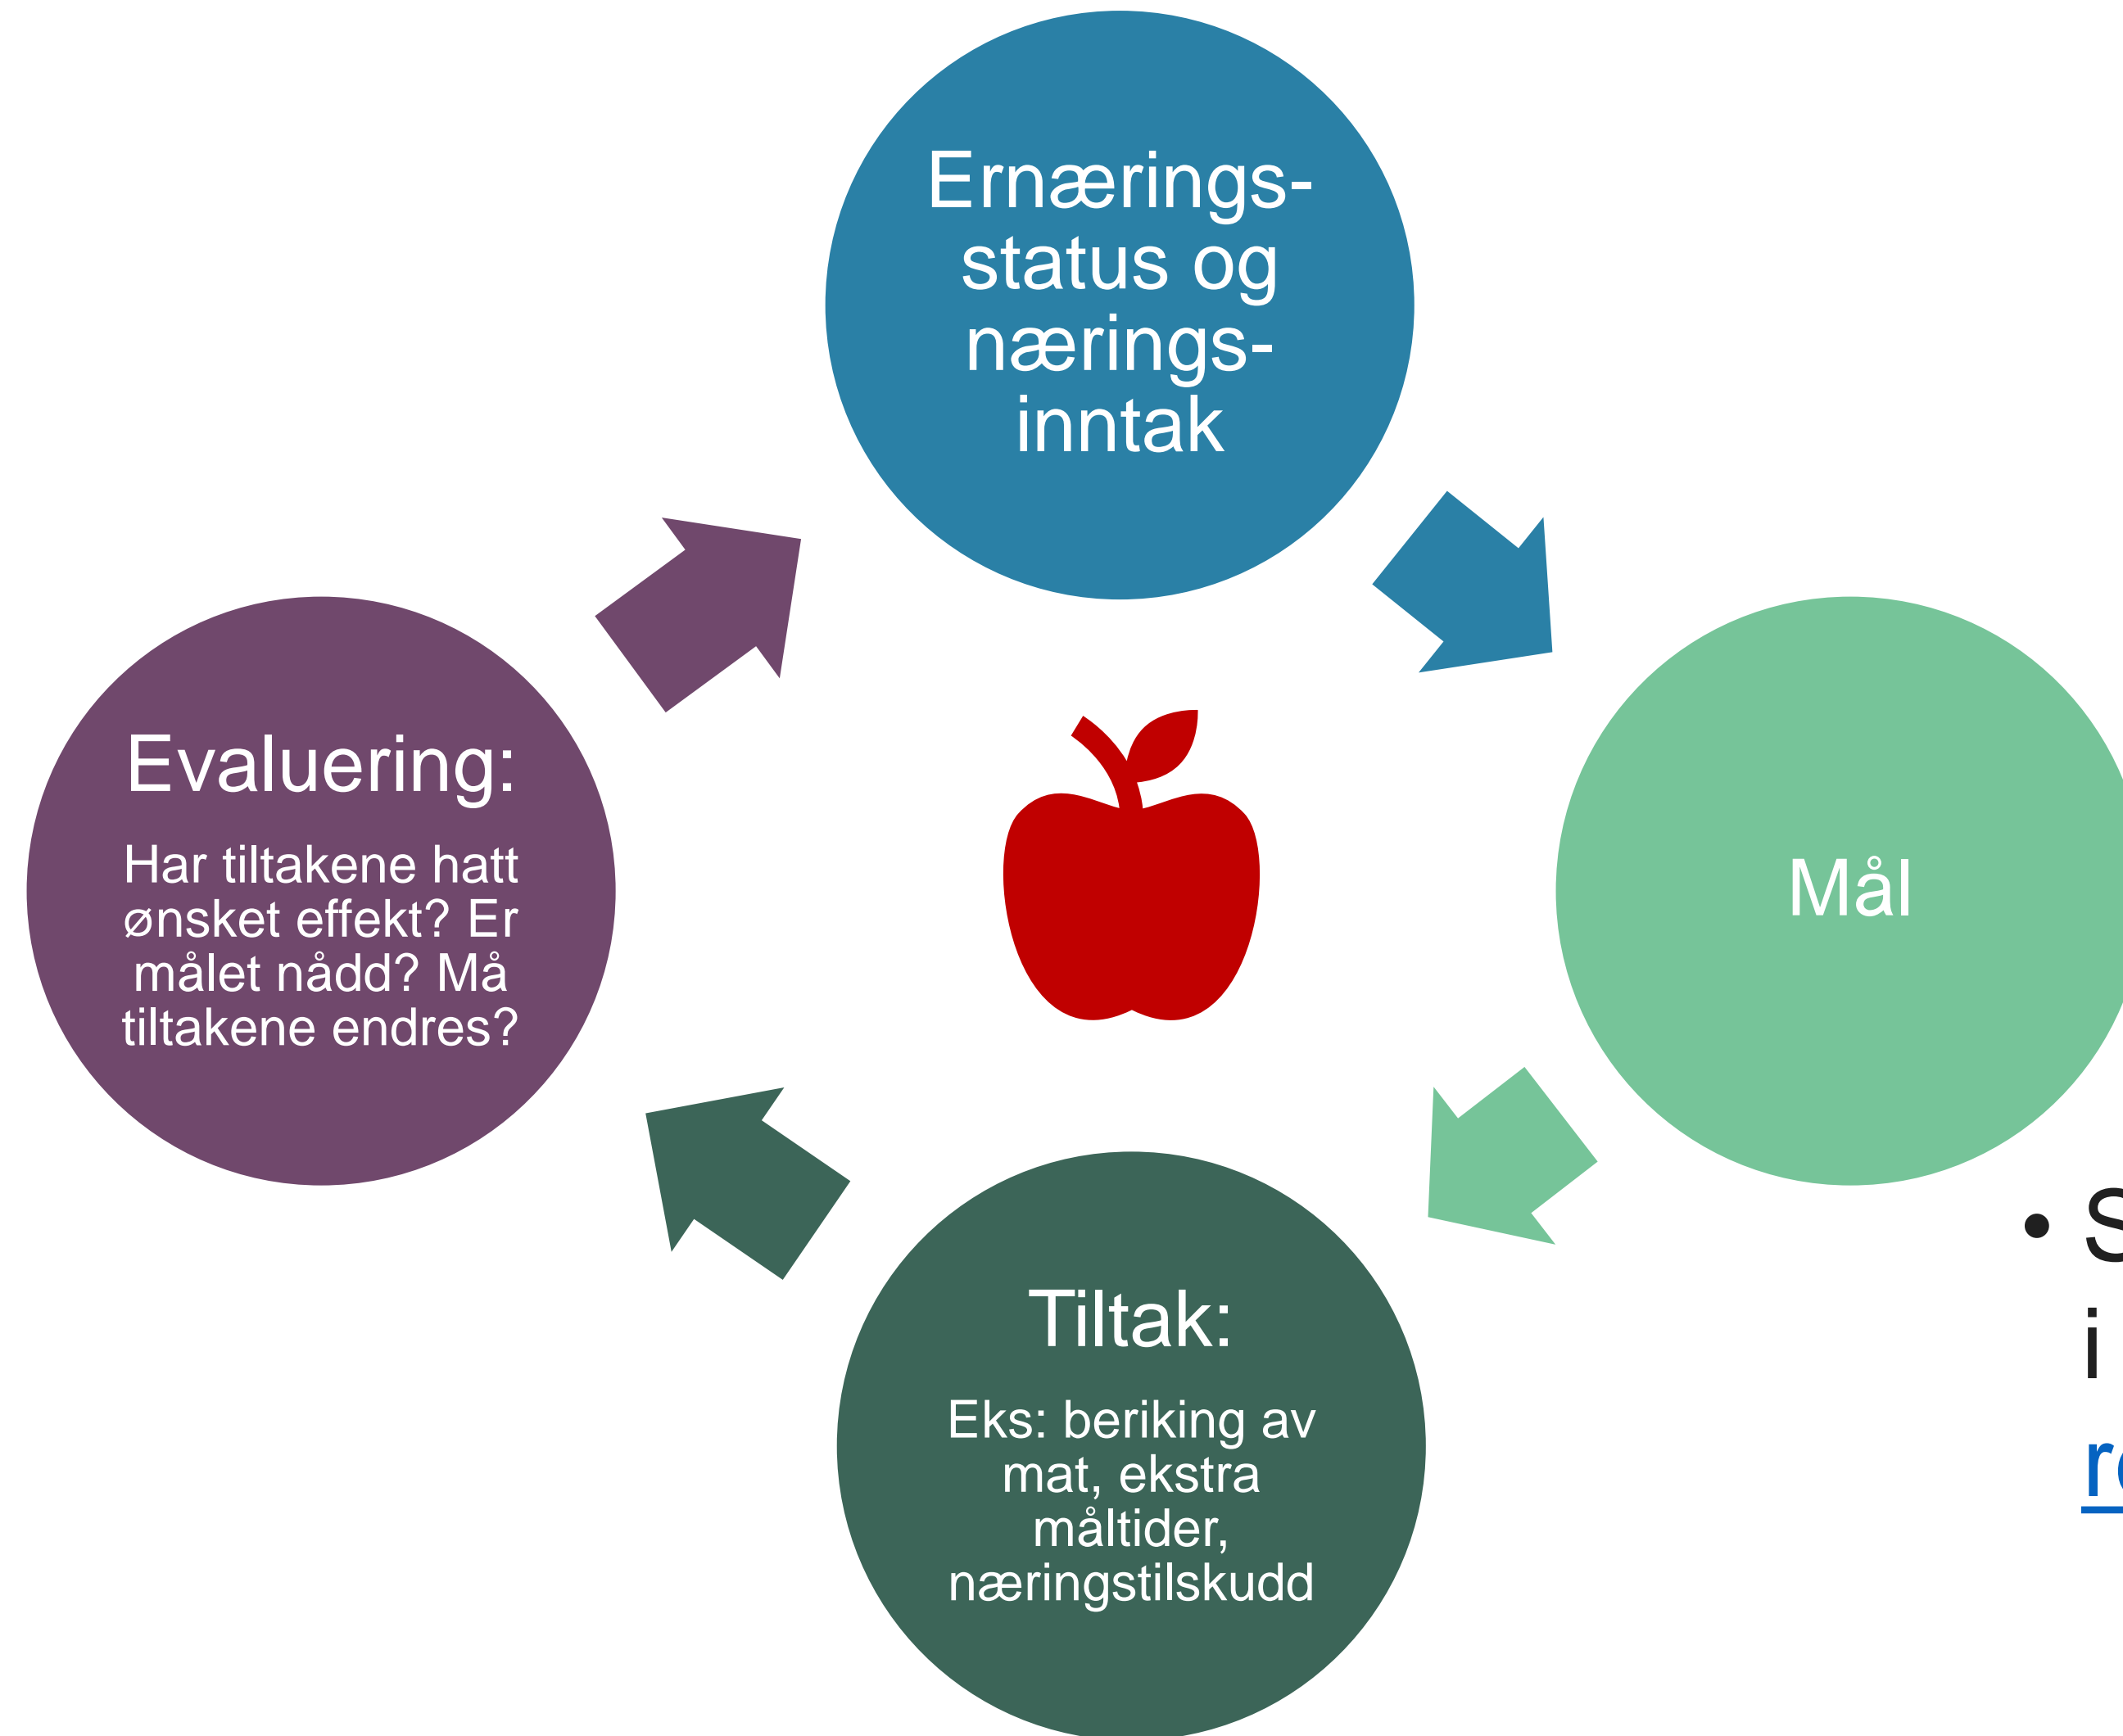 Ernærings-
status og
nærings-
inntak
Mål
Tiltak:
Eks: beriking av
mat, ekstra
måltider,
næringstilskudd
Evaluering:
Har tiltakene hatt
ønsket effekt? Er
målet nådd? Må
tiltakene endres?
i